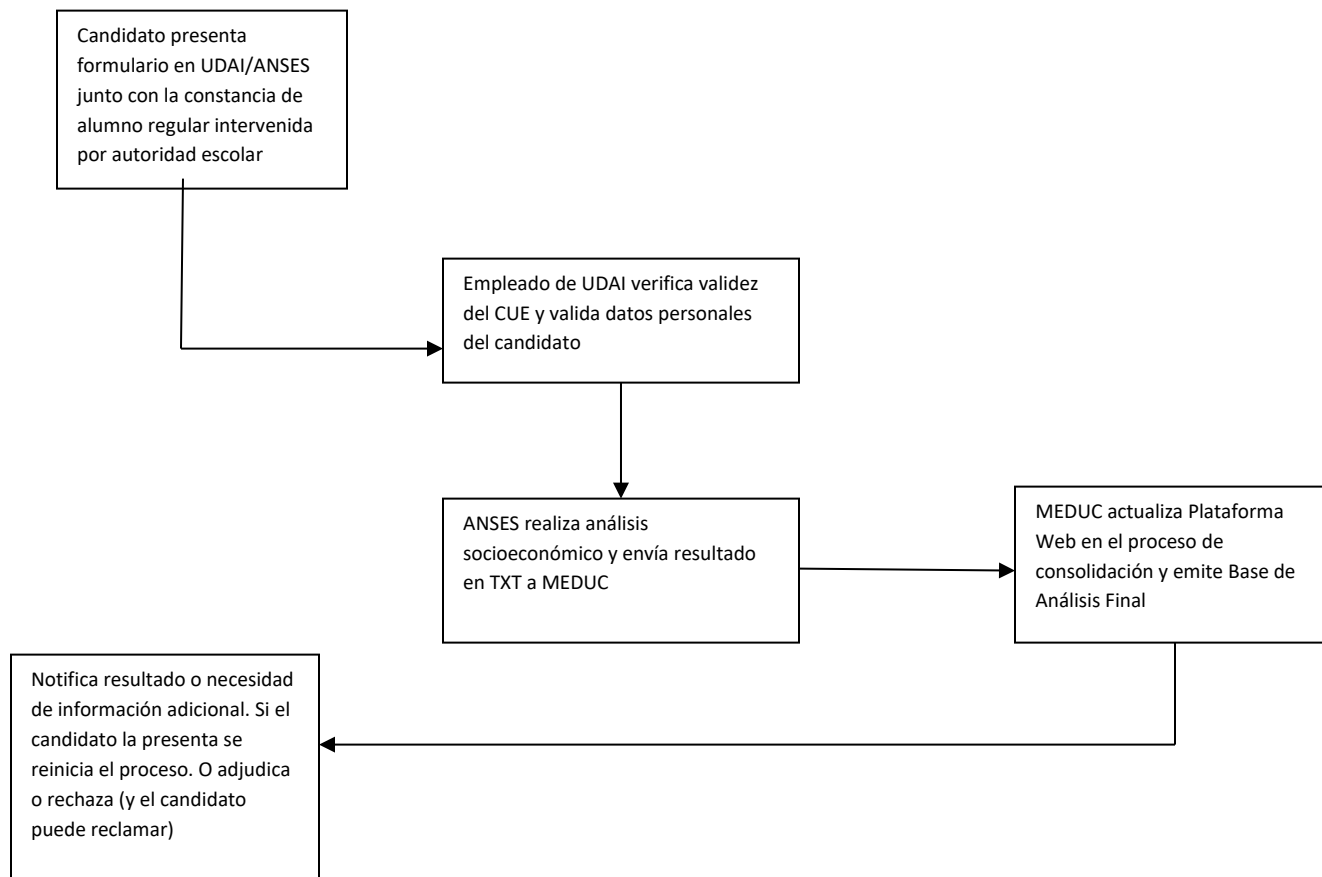 Candidato presenta
formulario en UDAI/ANSES
junto con la constancia de
alumno regular intervenida
por autoridad escolar
Empleado de UDAI verifica validez
del CUE y valida datos personales
del candidato
ANSES realiza análisis
socioeconómico y envía resultado
en TXT a MEDUC
MEDUC actualiza Plataforma
Web en el proceso de
consolidación y emite Base de
Análisis Final
Notifica resultado o necesidad
de información adicional. Si el
candidato la presenta se
reinicia el proceso. O adjudica
o rechaza (y el candidato
puede reclamar)